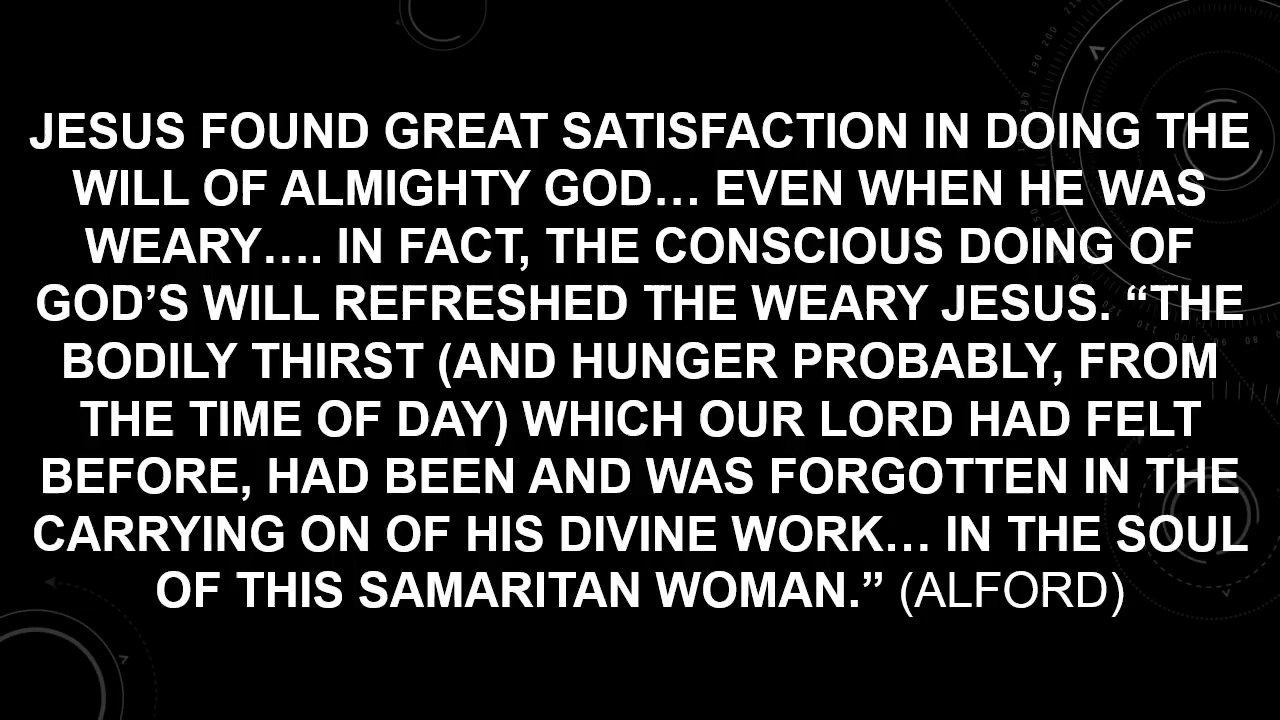 JESUS FOUND GREAT SATISFACTION IN DOING THE
WILL OF ALMIGHTY GOD… EVEN WHEN HE WAS
WEARY…. IN FACT, THE CONSCIOUS DOING OF
GOD’S WILL REFRESHED THE WEARY JESUS. “THE
BODILY THIRST (AND HUNGER PROBABLY, FROM
THE TIME OF DAY) WHICH OUR LORD HAD FELT
BEFORE, HAD BEEN AND WAS FORGOTTEN IN THE
CARRYING ON OF HIS DIVINE WORK… IN THE SOUL
OF THIS SAMARITAN WOMAN.” (ALFORD)